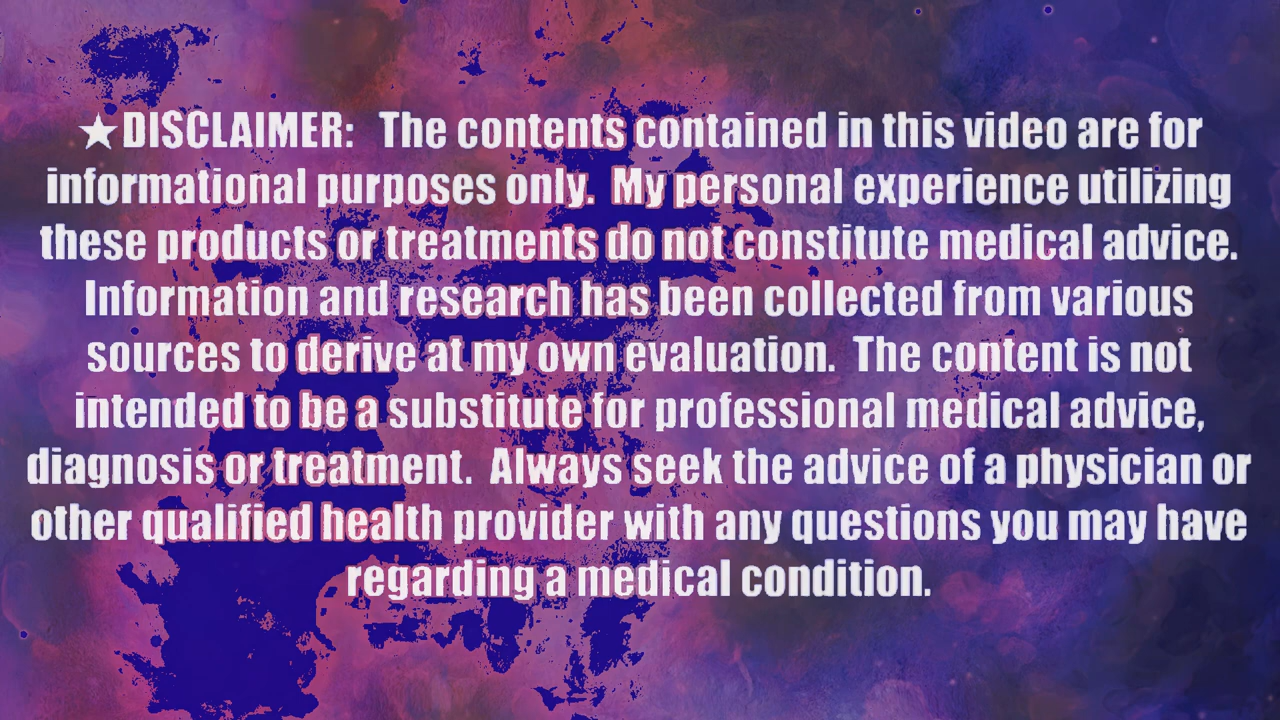 ★DISCLAIMER: The contents contained in this video are for
informational purposes only. My personal experience utilizing
these products or treatments do not constitute medical advice.
Information and research has been collected from various
sources to derive at my own evaluation. The content is not
intended to be a substitute for professional medical advice,
diagnosis or treatment. Always seek the advice of a physician or
other qualified health provider with any questions you may have
regarding a medical condition.